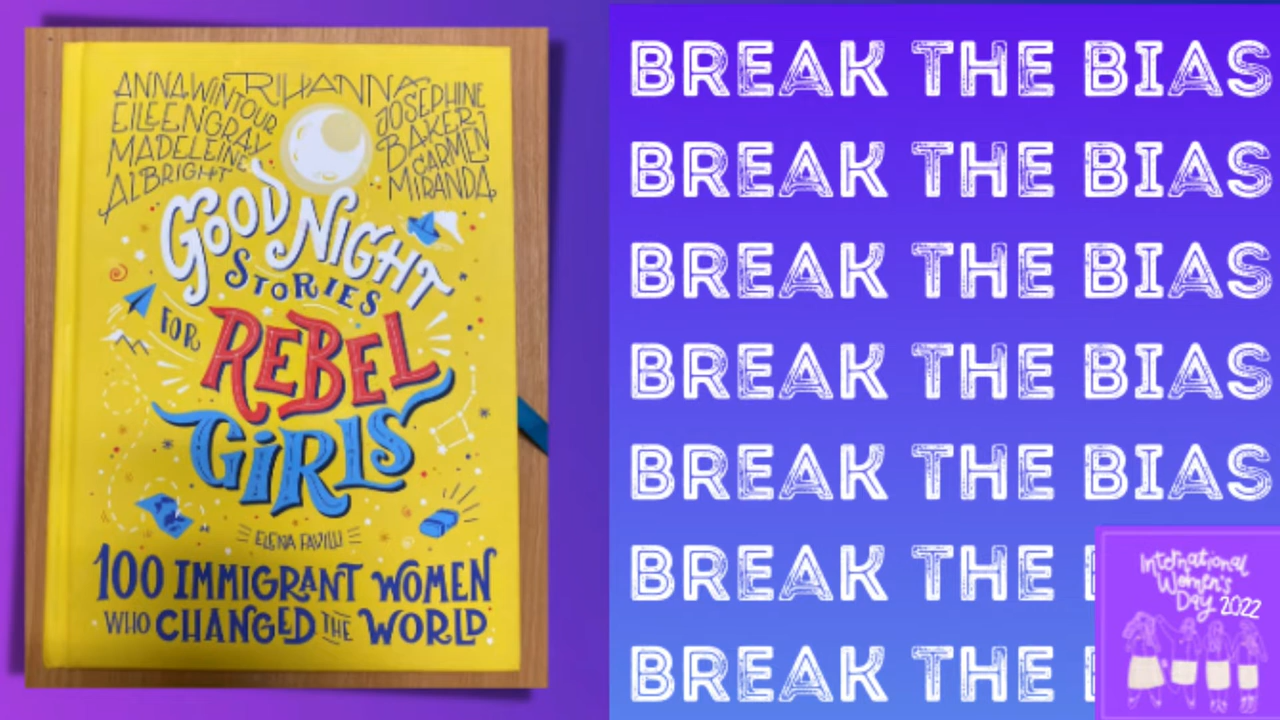 ANNA WINTOUR
RIHANNA
EILEEN GRAY
MADELEINE
ALBRIGHT
JOSEPHINE
BAKER
CARMEN
MIRANDA
GOOD NIGHT
STORIES
FOR
REBEL
GIRLS
ELENA FAVILLI
100 IMMIGRANT WOMEN
WHO CHANGED THE WORLD
BREAK THE BIAS
BREAK THE BIAS
BREAK THE BIAS
BREAK THE BIAS
BREAK THE BIAS
BREAK THE B
BREAK THE B
International
Women's
Day 2022